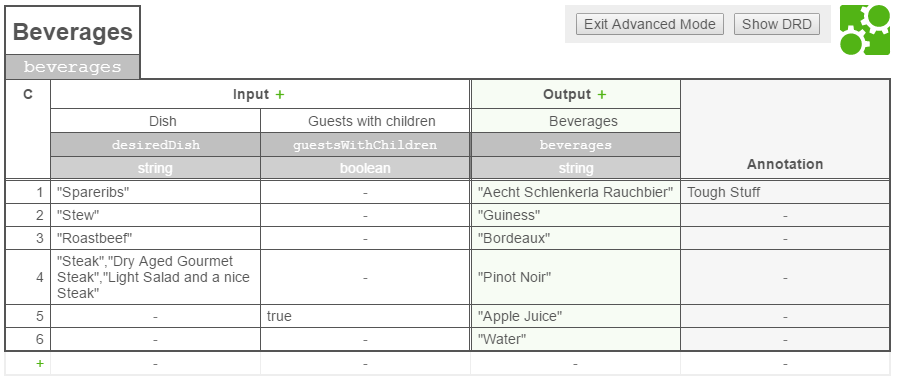 Beverages
beverages
Exit Advanced Mode Show DRD
C Input + Output +
Dish Guests with children Beverages
desiredDish guestsWithChildren beverages
string boolean string Annotation
1 "Spareribs" - "Aecht Schlenkerla Rauchbier" Tough Stuff
2 "Stew" - "Guiness" -
3 "Roastbeef" - "Bordeaux" -
4 "Steak","Dry Aged Gourmet
Steak","Light Salad and a nice
Steak" - "Pinot Noir" -
5 - true "Apple Juice" -
6 - - "Water" -
+ - - - -